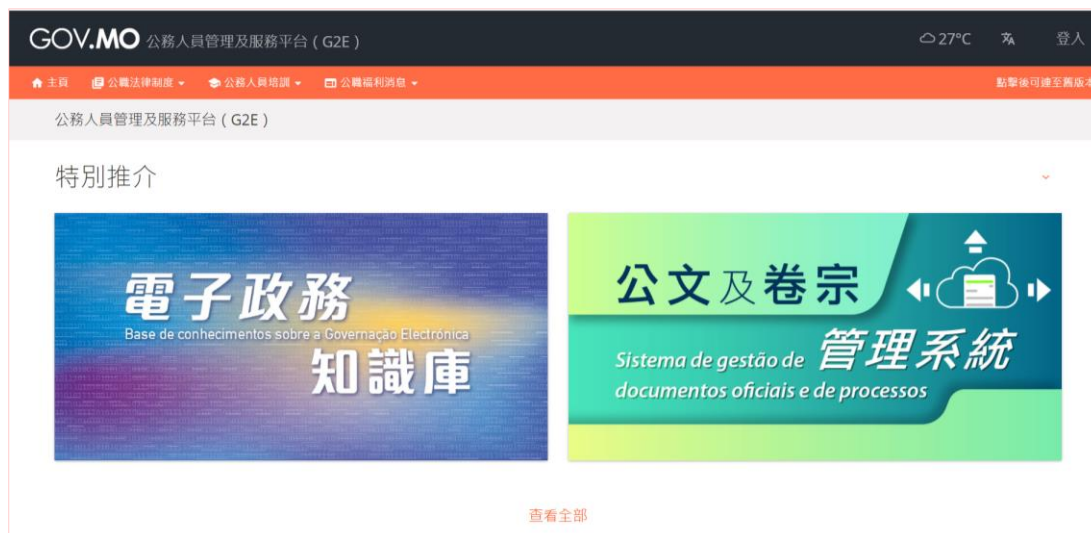 GOV.MO 公務人員管理及服務平台 ( G2E )
27°C
登入
主頁
公職法律制度
公務人員培訓
公職福利消息
點擊後可連至舊版本
公務人員管理及服務平台 ( G2E )
特別推介
電子政務
Base de conhecimentos sobre a Governação Electrónica
知識庫
公文及卷宗
Sistema de gestão de 管理系統
documentos oficiais e de processos
查看全部